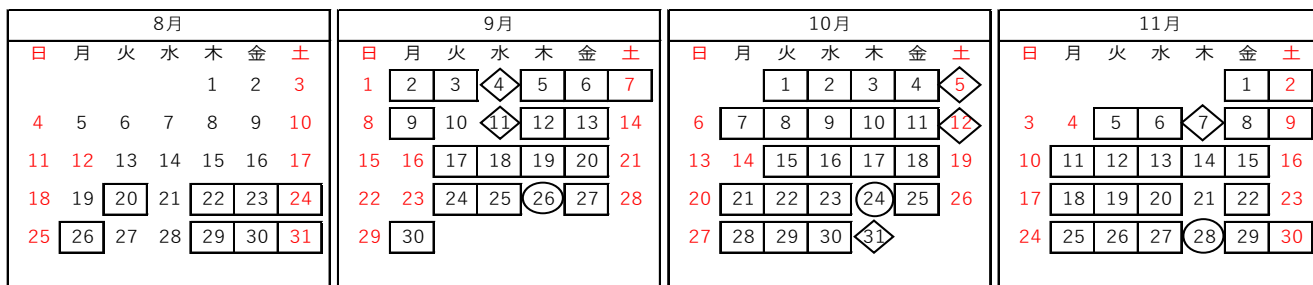 8月
日 月 火 水 木 金 土
1 2 3
4 5 6 7 8 9 10
11 12 13 14 15 16 17
18 19 20 21 22 23 24
25 26 27 28 29 30 31
9月
日 月 火 水 木 金 土
1 2 3 4 5 6 7
8 9 10 11 12 13 14
15 16 17 18 19 20 21
22 23 24 25 26 27 28
29 30
10月
日 月 火 水 木 金 土
1 2 3 4 5
6 7 8 9 10 11 12
13 14 15 16 17 18 19
20 21 22 23 24 25 26
27 28 29 30 31
11月
日 月 火 水 木 金 土
1 2
3 4 5 6 7 8 9
10 11 12 13 14 15 16
17 18 19 20 21 22 23
24 25 26 27 28 29 30